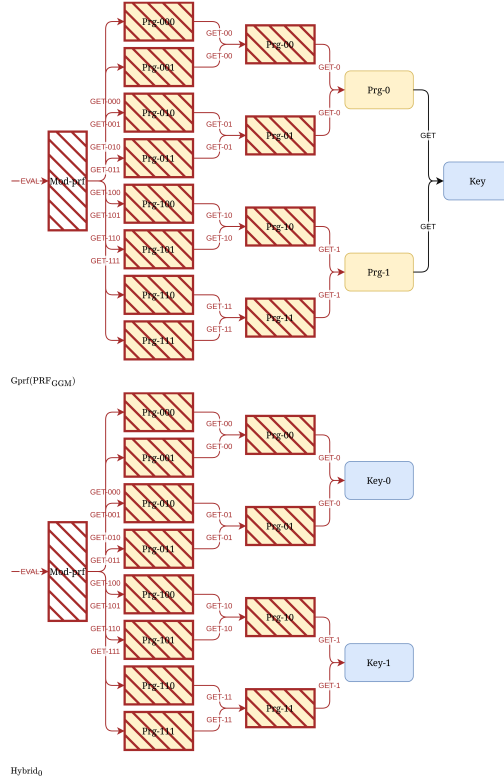 Prg-000
GET-00
Prg-00
GET-00
Prg-001
GET-0
Prg-0
GET-000
Prg-010
GET-01
GET-0
GET-001
Prg-01
GET
GET-010
GET-01
Prg-011
GET-011
EVAL
Mod-prf
Key
GET-100
Prg-100
GET-101
GET-10
Prg-10
GET
GET-110
GET-10
Prg-101
GET-1
GET-111
Prg-1
Prg-110
GET-11
GET-1
Prg-11
GET-11
Prg-111
Gprf(PRFGGM)
Prg-000
GET-00
Prg-00
GET-00
Prg-001
GET-0
Key-0
GET-000
Prg-010
GET-01
GET-0
GET-001
Prg-01
GET-010
GET-01
Prg-011
GET-011
EVAL
Mod-prf
GET-100
Prg-100
GET-101
GET-10
Prg-10
GET-110
GET-10
Prg-101
GET-1
GET-111
Key-1
Prg-110
GET-11
GET-1
Prg-11
GET-11
Prg-111
Hybrid0